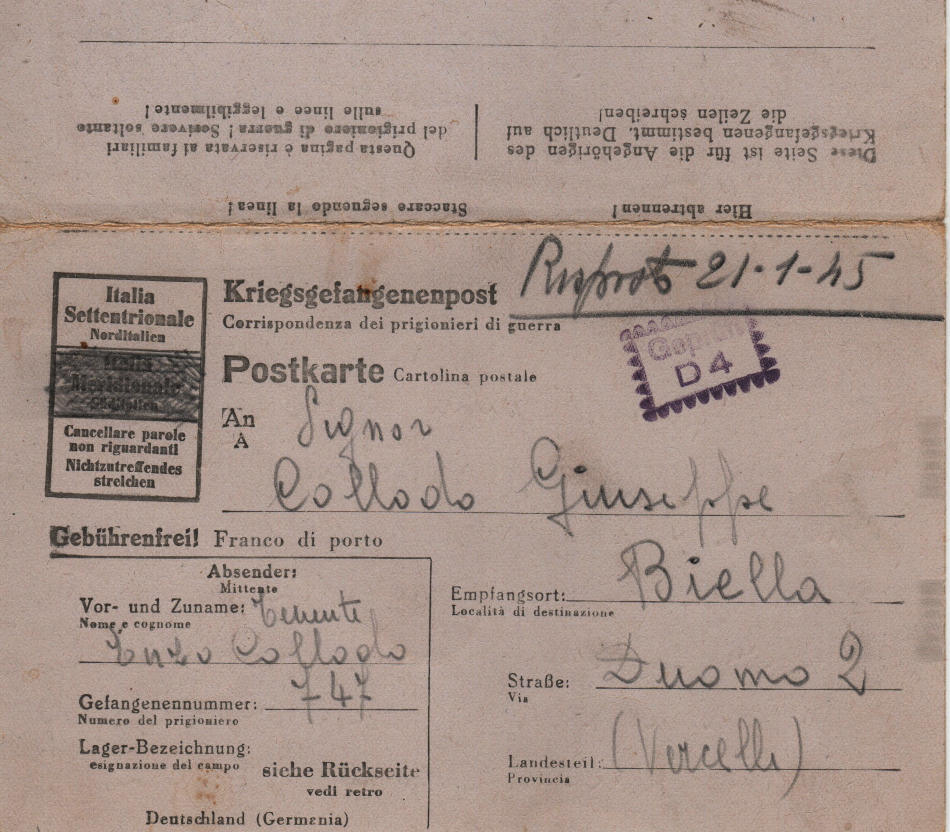 Diese Seite ist für die Angehörigen des
Kriegsgefangenen bestimmt. Deutlich auf
die Zeilen schreiben!
Questa pagina è riservata ai familiari
del prigioniero di guerra! Scrivere soltanto
sulle linee e leggibilmente!
Hier abtrennen!
Staccare seguendo la linea!
21-1-45
Italia
Settentrionale
Norditalien
Italia
Meridionale
Süditalien
Cancellare parole
non riguardanti
Nichtzutreffendes
streichen
Kriegsgefangenenpost
Corrispondenza dei prigionieri di guerra
Geprüft
D 4
Postkarte Cartolina postale
An
A
Signor
Collodo Giuseppe
Gebührenfrei! Franco di porto
Empfangsort: Biella
Località di destinazione
Straße: Duomo 2
Via
Landesteil: (Vercelli)
Provincia
Absender:
Mittente
Vor- und Zuname: Tenente
Nome e cognome
Enzo Collodo
Gefangenennummer: 747
Numero del prigioniero
Lager-Bezeichnung:
esignazione del campo
siche Rückseite
vedi retro
Deutschland (Germania)